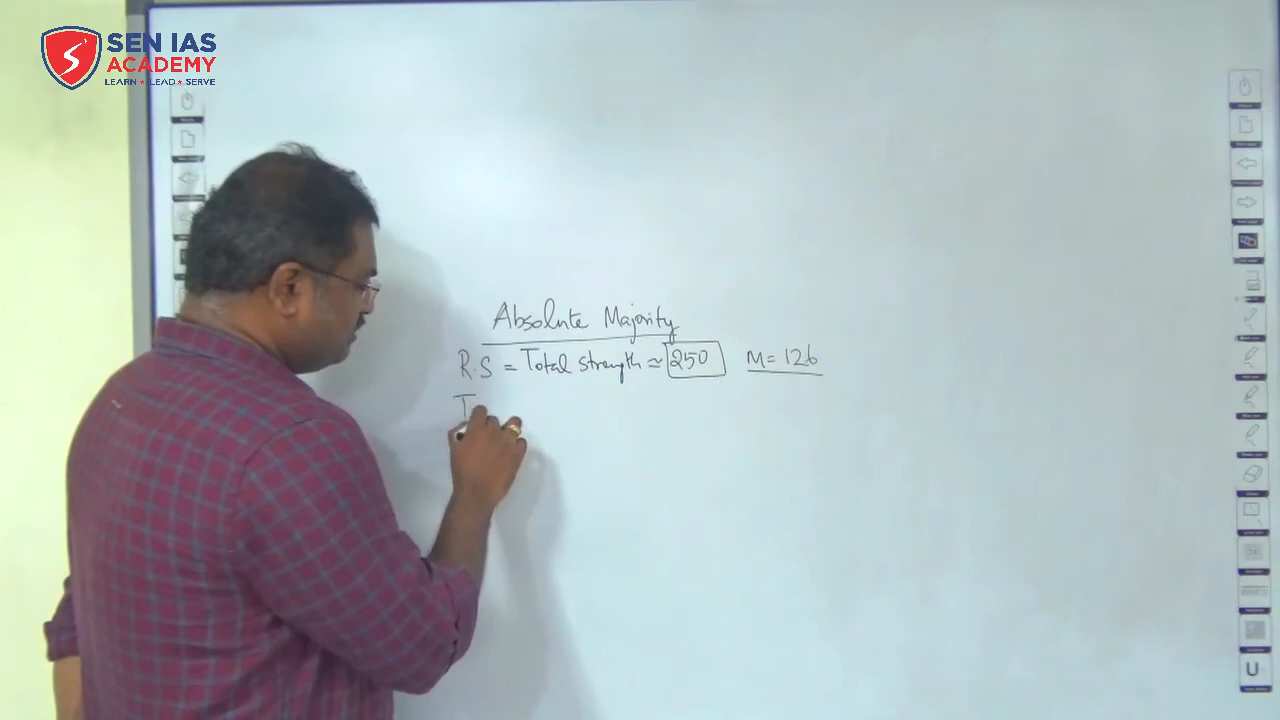 SEN IAS
ACADEMY
LEARN ★ LEAD ★ SERVE
Absolute Majority
R.S = Total Strength ≃ 250 M = 126
T
U